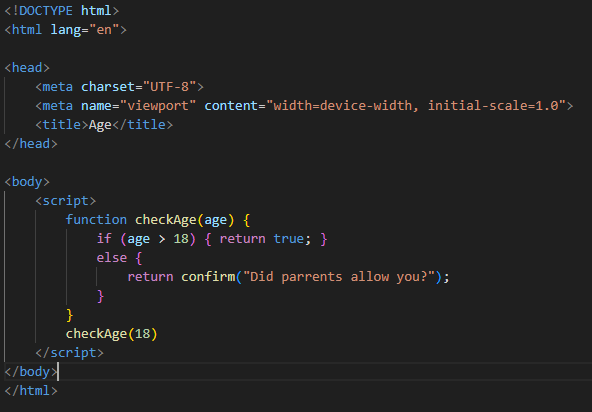 <!DOCTYPE html>
<html lang="en">

<head>
    <meta charset="UTF-8">
    <meta name="viewport" content="width=device-width, initial-scale=1.0">
    <title>Age</title>
</head>

<body>
    <script>
        function checkAge(age) {
            if (age > 18) { return true; }
            else {
                return confirm("Did parrents allow you?");
            }
        }
        checkAge(18)
    </script>
</body>
</html>